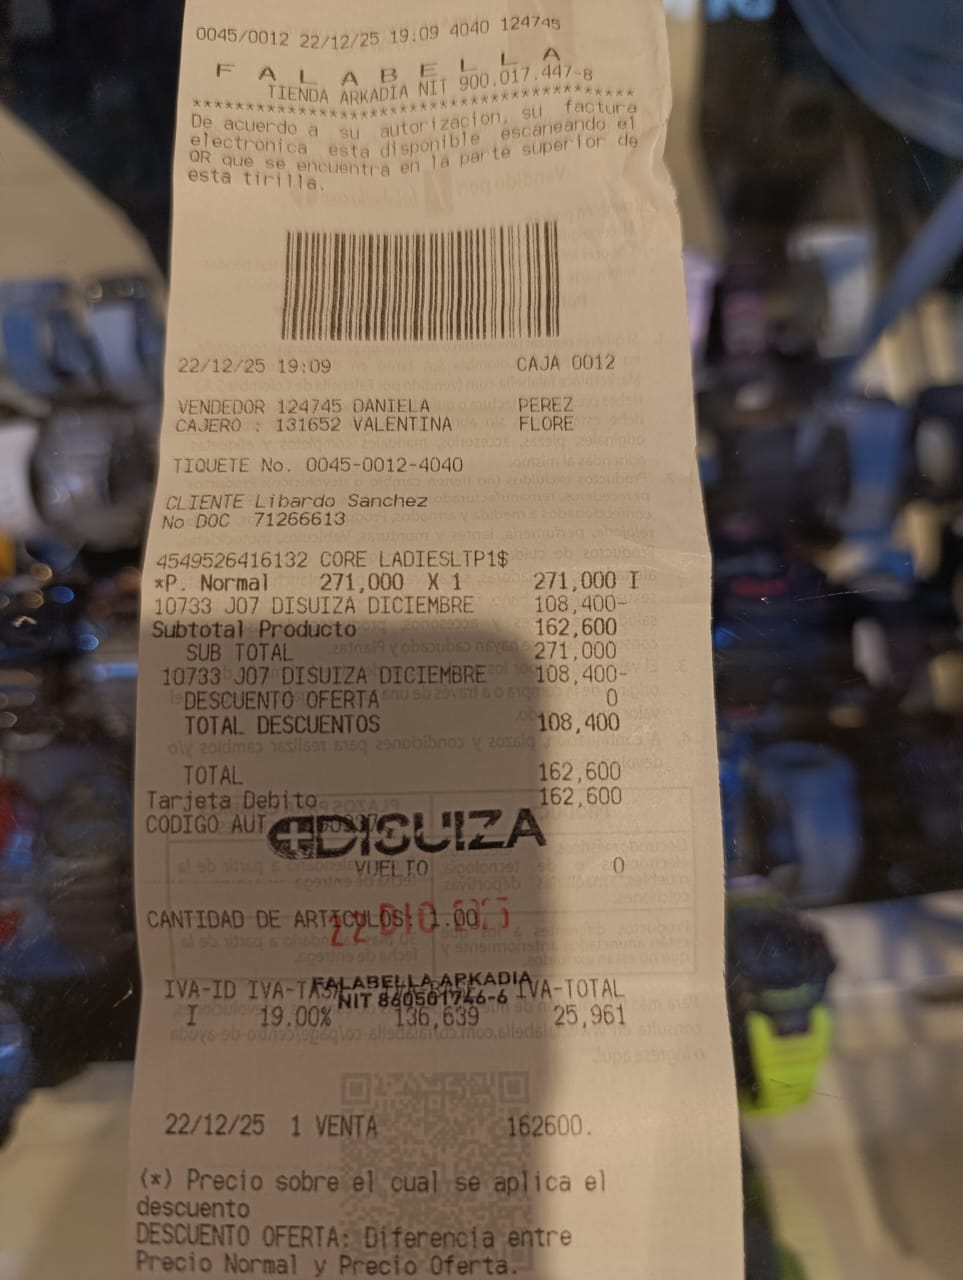 0045/0012 22/12/25 19:09 4040 124745
F A L A B E L L A
TIENDA ARKADIA NIT 900.017.447-8
****************************************
De acuerdo a su autorizacion, su factura
electronica esta disponible escaneando el
QR que se encuentra en la parte superior de
esta tirilla.
22/12/25 19:09 CAJA 0012
VENDEDOR 124745 DANIELA PEREZ
CAJERO : 131652 VALENTINA FLORE
TIQUETE No. 0045-0012-4040
CLIENTE Libardo Sanchez
No DOC 71266613
4549526416132 CORE LADIESLTP1$
*P. Normal 271,000 X 1 271,000 I
10733 J07 DISUIZA DICIEMBRE 108,400-
Subtotal Producto 162,600
SUB TOTAL 271,000
10733 J07 DISUIZA DICIEMBRE 108,400-
DESCUENTO OFERTA 0
TOTAL DESCUENTOS 108,400
TOTAL 162,600
Tarjeta Debito 162,600
CODIGO AUT
DISUIZA
VUELTO 0
CANTIDAD DE ARTICULOS: 1.00
22 DIC
FALABELLA ARKADIA
NIT 860501746-6
IVA-ID IVA-TASA IVA-TOTAL
I 19.00% 136,639 25,961
22/12/25 1 VENTA 162600.
(*) Precio sobre el cual se aplica el
descuento
DESCUENTO OFERTA: Diferencia entre
Precio Normal y Precio Oferta.